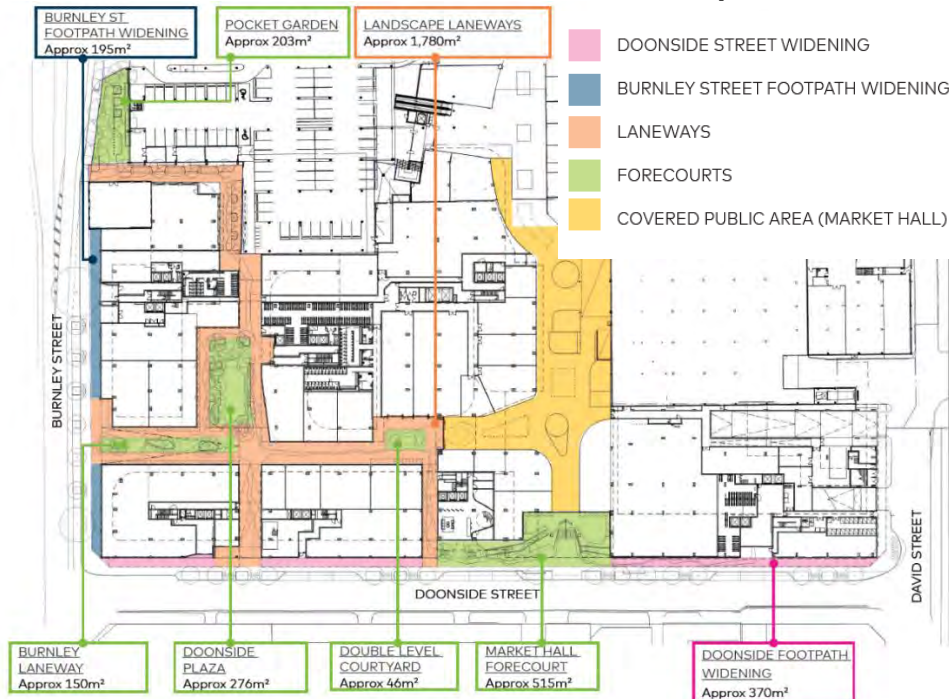 BURNLEY ST
FOOTPATH WIDENING
Approx 195m²
POCKET GARDEN
Approx 203m²
LANDSCAPE LANEWAYS
Approx 1,780m²
DOONSIDE STREET WIDENING
BURNLEY STREET FOOTPATH WIDENING
LANEWAYS
FORECOURTS
COVERED PUBLIC AREA (MARKET HALL)
BURNLEY STREET
DOONSIDE STREET
DAVID STREET
BURNLEY
LANEWAY
Approx 150m²
DOONSIDE
PLAZA
Approx 276m²
DOUBLE LEVEL
COURTYARD
Approx 46m²
MARKET HALL
FORECOURT
Approx 515m²
DOONSIDE FOOTPATH
WIDENING
Approx 370m²